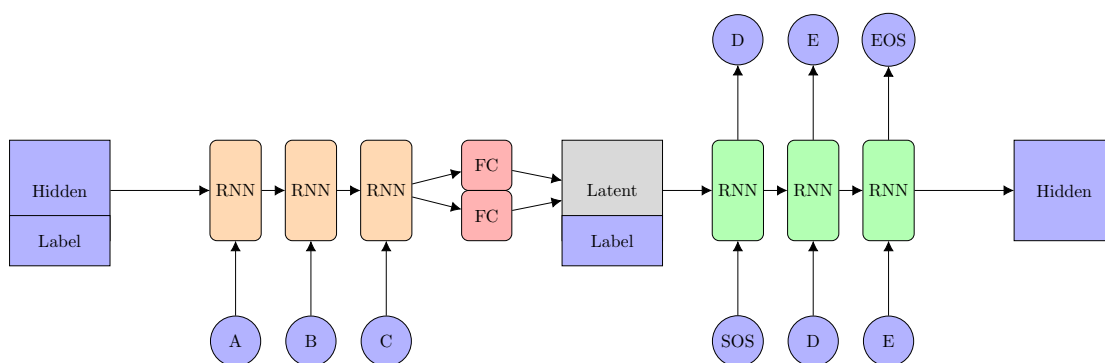 D
E
EOS
Hidden
Label
RNN
RNN
RNN
FC
FC
Latent
Label
RNN
RNN
RNN
Hidden
A
B
C
SOS
D
E